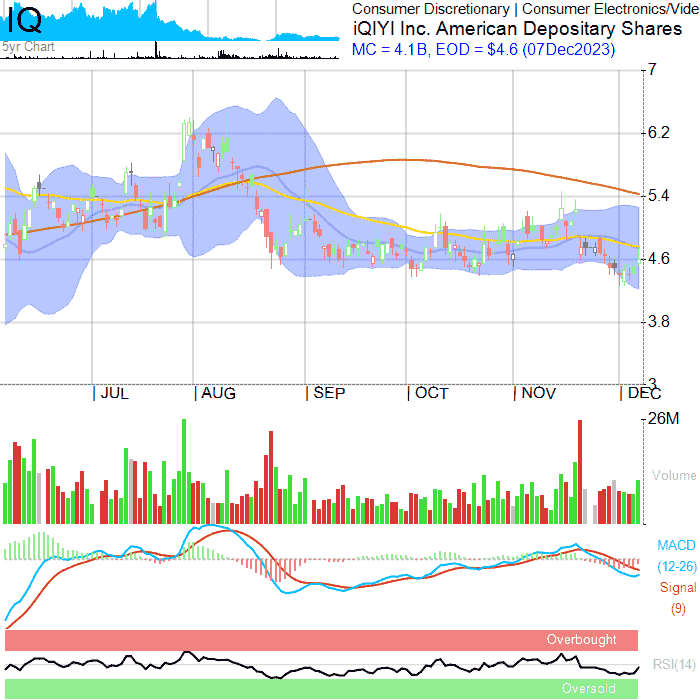 IQ
5yr Chart
Consumer Discretionary | Consumer Electronics/Vide
iQIYI Inc. American Depositary Shares
MC = 4.1B, EOD = $4.6 (07Dec2023)
7
6.2
5.4
4.6
3.8
3
| JUL | AUG | SEP | OCT | NOV | DEC
26M
Volume
MACD
(12-26)
Signal
(9)
Overbought
RSI(14)
Oversold